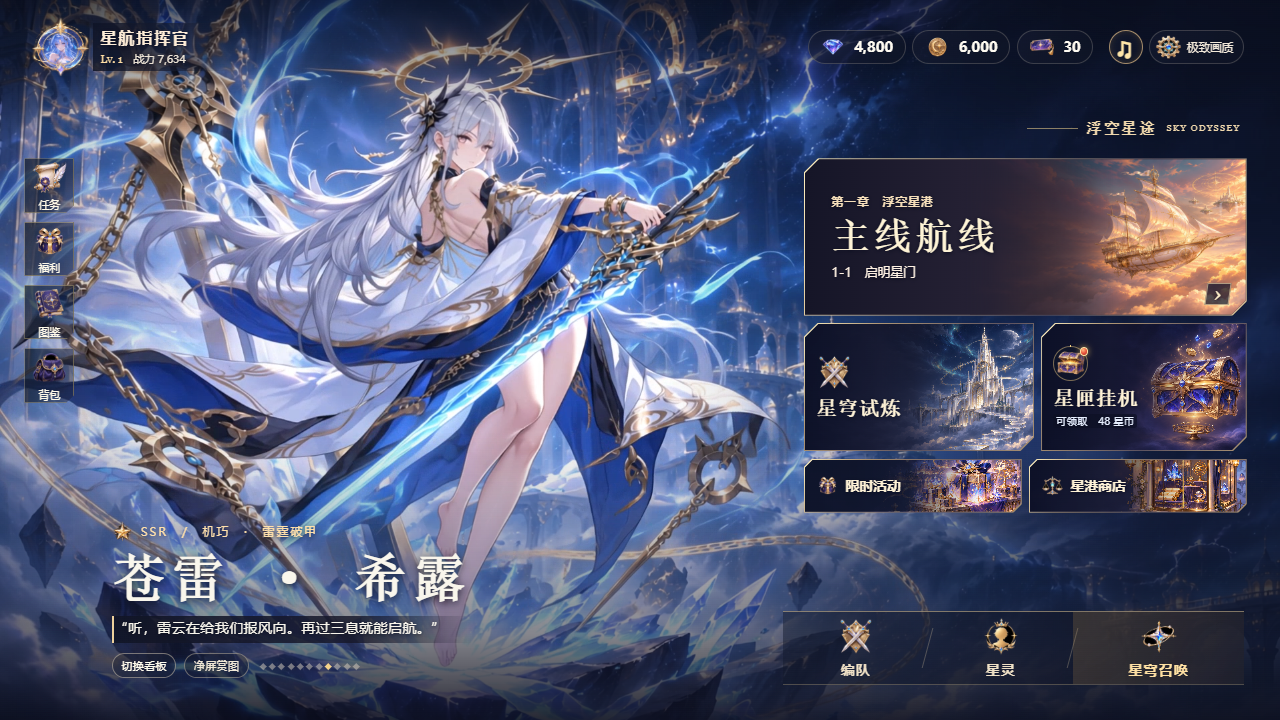 星航指挥官
Lv. 1 战力 7,634
4,800
6,000
30
极致画质
浮空星途 SKY ODYSSEY
任务
福利
图鉴
背包
第一章 浮空星港
主线航线
1-1 启明星门
星穹试炼
星匣挂机
可领取 48 星币
限时活动
星港商店
SSR / 机巧 · 雷霆破甲
苍雷 · 希露
“听，雷云在给我们报风向。再过三息就能启航。”
切换看板
净屏赏图
编队
星灵
星穹召唤